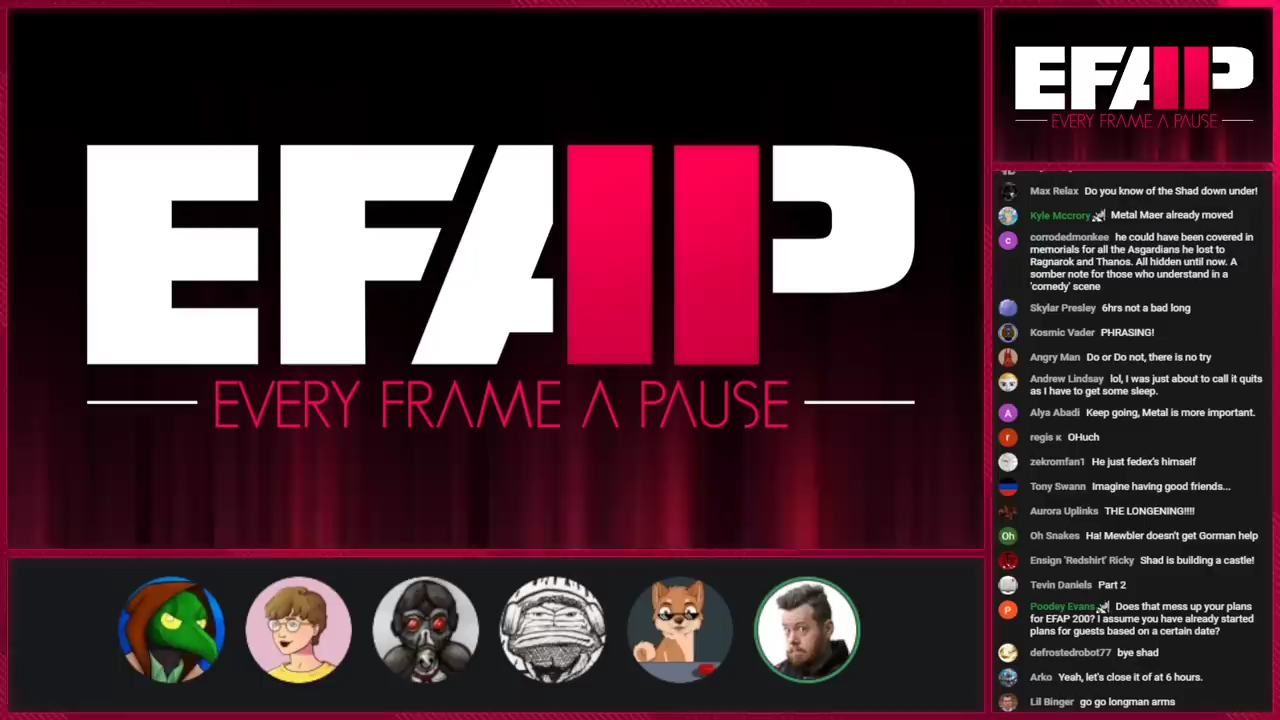 EFAP
EVERY FRAME A PAUSE
EFAP
EVERY FRAME A PAUSE
Max Relax Do you know of the Shad down under!
Kyle Mccrory Metal Maer already moved
corrodedmonkee he could have been covered in
memorials for all the Asgardians he lost to
Ragnarok and Thanos. All hidden until now. A
somber note for those who understand in a
'comedy' scene
Skylar Presley 6hrs not a bad long
Kosmic Vader PHRASING!
Angry Man Do or Do not, there is no try
Andrew Lindsay lol, I was just about to call it quits
as I have to get some sleep.
A
Alya Abadi Keep going, Metal is more important.
r
regis κ OHuch
zekromfan1 He just fedex's himself
Tony Swann Imagine having good friends...
Aurora Uplinks THE LONGENING!!!!
Oh
Oh Snakes Ha! Mewbler doesn't get Gorman help
Ensign 'Redshirt' Ricky Shad is building a castle!
Tevin Daniels Part 2
P
Poodey Evans Does that mess up your plans
for EFAP 200? I assume you have already started
plans for guests based on a certain date?
defrostedrobot77 bye shad
Arko Yeah, let's close it of at 6 hours.
Lil Binger go go longman arms